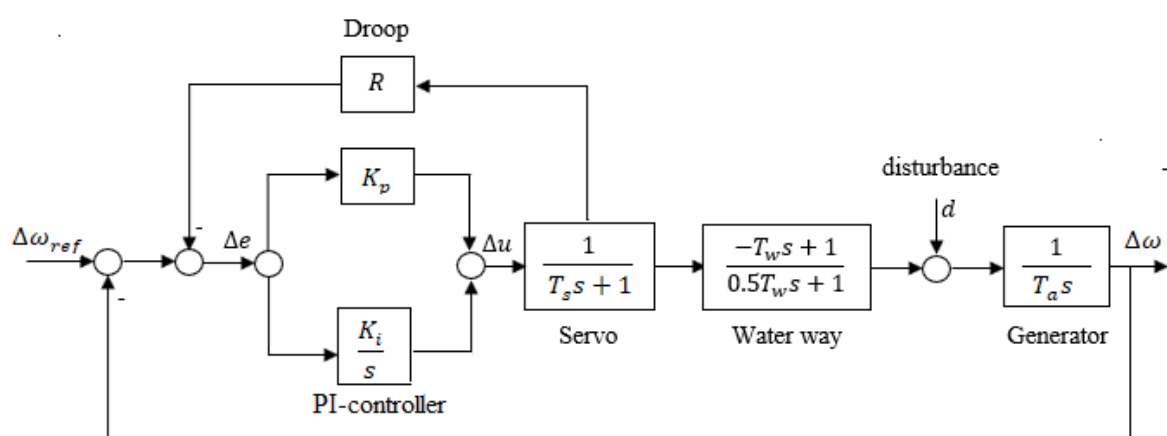 Droop
R
K_p
disturbance
d
Δω_ref
-
Δe
Δu
1
T_s s + 1
-T_w s + 1
0.5T_w s + 1
1
T_a s
Δω
-
Servo
Water way
Generator
K_i
s
PI-controller